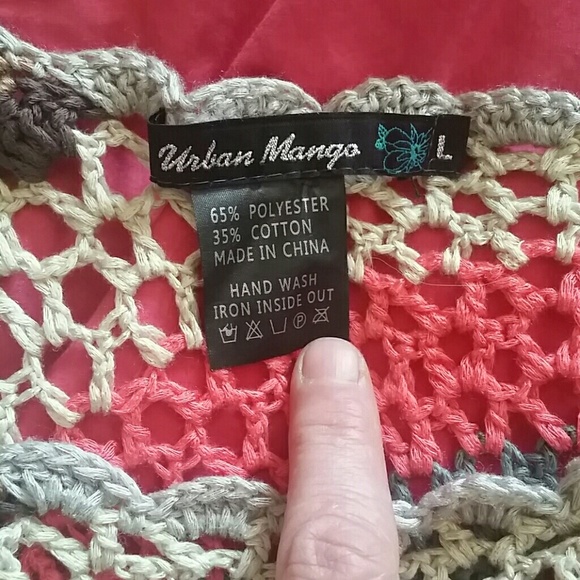 Urban Mango L
65% POLYESTER
35% COTTON
MADE IN CHINA
HAND WASH
IRON INSIDE OUT
P